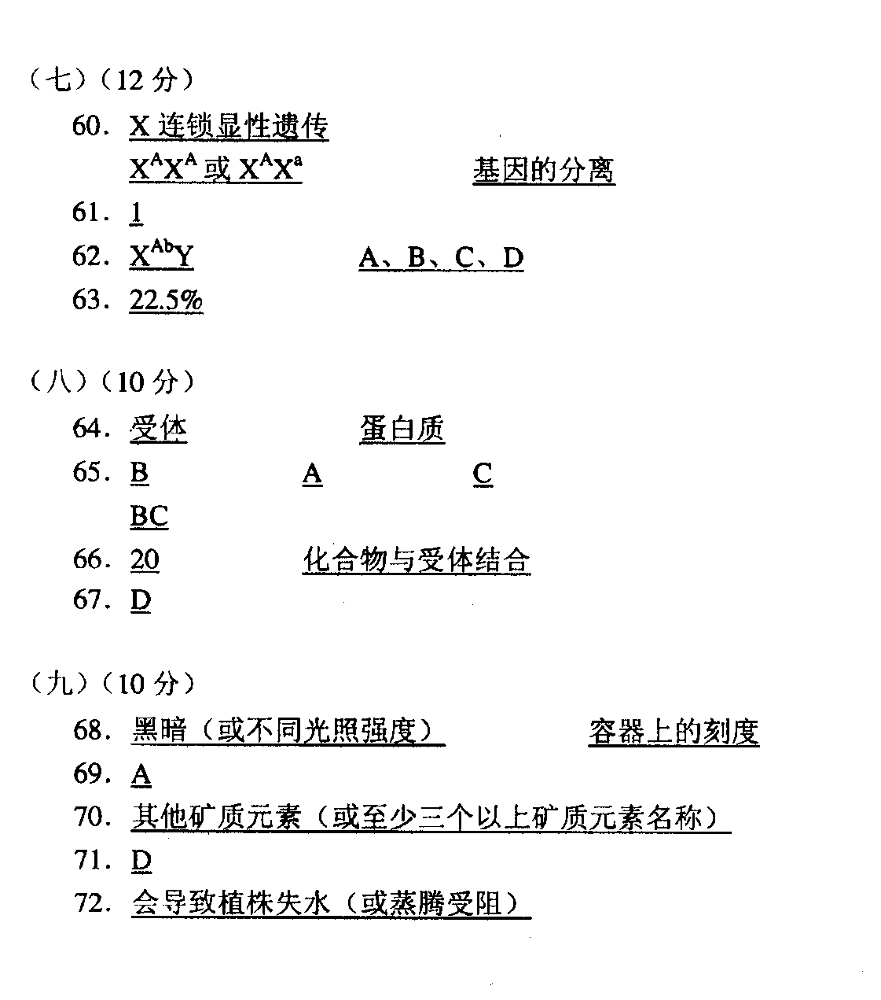 （七）（12 分）
60. X 连锁显性遗传
XᴬXᴬ 或 XᴬXᵃ 基因的分离
61. 1
62. XᴬᵇY A、B、C、D
63. 22.5%
（八）（10 分）
64. 受体 蛋白质
65. B A C
BC
66. 20 化合物与受体结合
67. D
（九）（10 分）
68. 黑暗（或不同光照强度） 容器上的刻度
69. A
70. 其他矿质元素（或至少三个以上矿质元素名称）
71. D
72. 会导致植株失水（或蒸腾受阻）